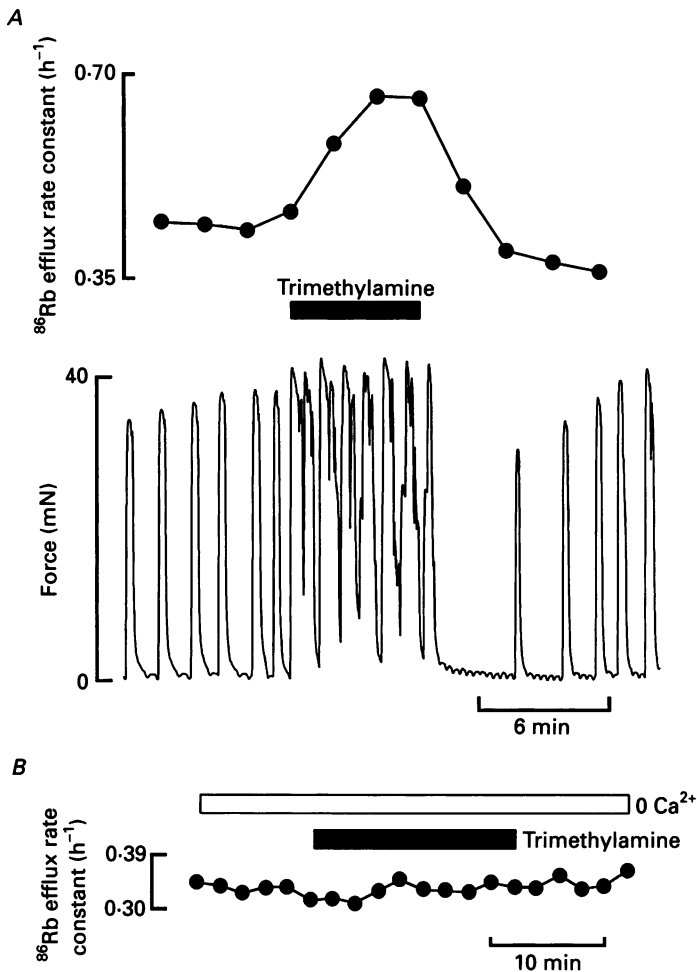 A
⁸⁶Rb efflux rate constant (h⁻¹)
0·70
0·35
Trimethylamine
Force (mN)
40
0
6 min
B
⁸⁶Rb efflux rate
constant (h⁻¹)
0 Ca²⁺
Trimethylamine
0·39
0·30
10 min